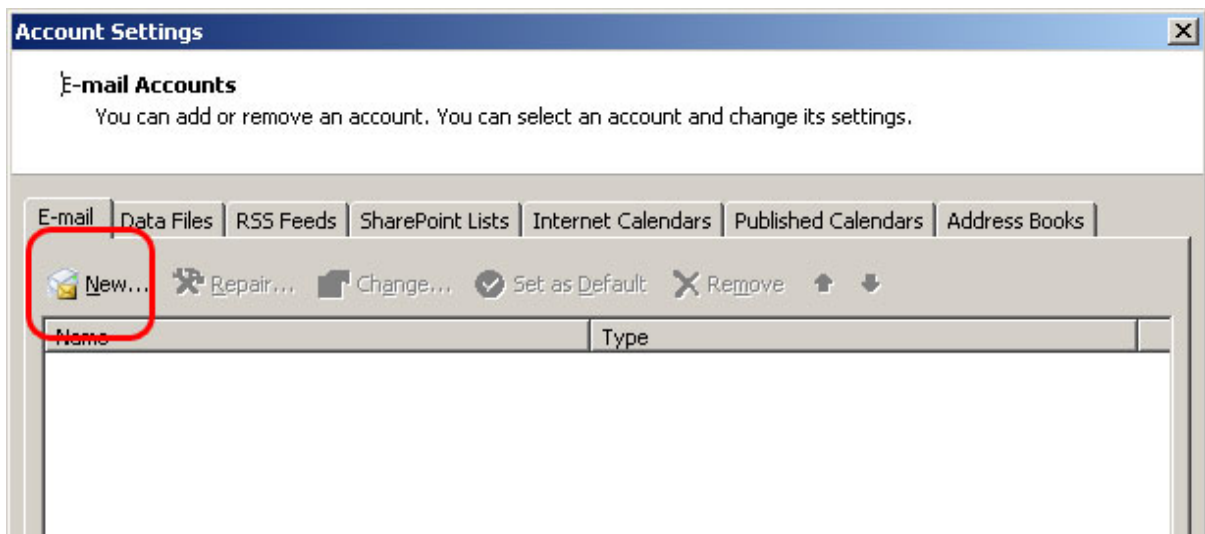 Account Settings
E-mail Accounts
You can add or remove an account. You can select an account and change its settings.
E-mail Data Files RSS Feeds SharePoint Lists Internet Calendars Published Calendars Address Books
New... Repair... Change... Set as Default Remove
Name Type